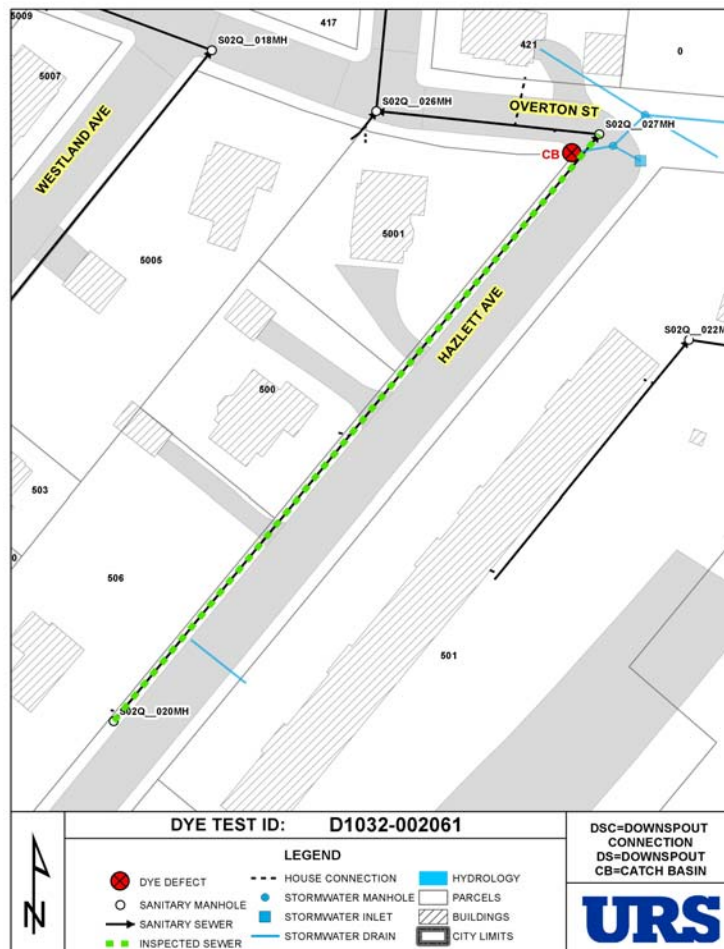 5009
417
S02Q__018MH
421
0
5007
S02Q__026MH
OVERTON ST
S02Q__027MH
CB
WESTLAND AVE
5001
5005
HAZLETT AVE
S02Q__022M
500
503
506
501
S02Q__020MH
DYE TEST ID: D1032-002061
LEGEND
DYE DEFECT
SANITARY MANHOLE
SANITARY SEWER
INSPECTED SEWER
HOUSE CONNECTION
STORMWATER MANHOLE
STORMWATER INLET
STORMWATER DRAIN
HYDROLOGY
PARCELS
BUILDINGS
CITY LIMITS
DSC=DOWNSPOUT
CONNECTION
DS=DOWNSPOUT
CB=CATCH BASIN
N
URS